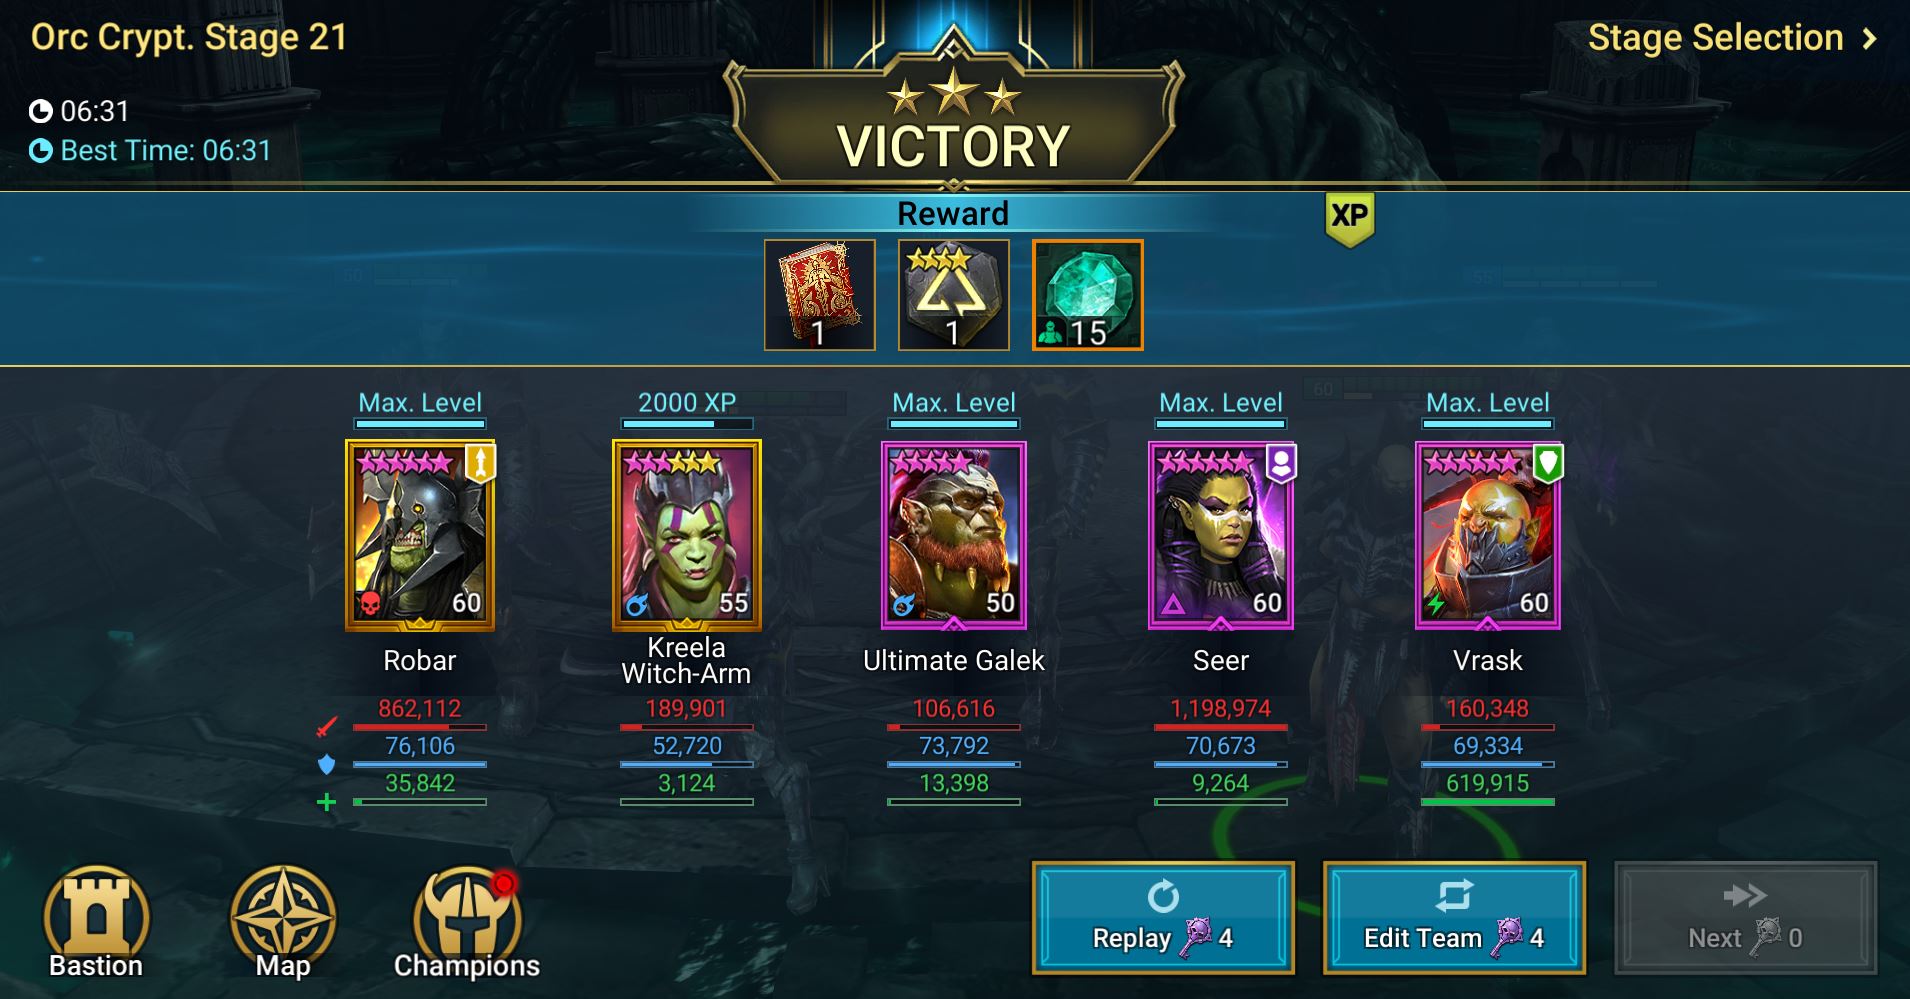 Orc Crypt. Stage 21
Stage Selection
06:31
Best Time: 06:31
VICTORY
Reward
XP
1
1
15
Max. Level
2000 XP
Max. Level
Max. Level
Max. Level
60
55
50
60
60
Robar
Kreela
Witch-Arm
Ultimate Galek
Seer
Vrask
862,112
189,901
106,616
1,198,974
160,348
76,106
52,720
73,792
70,673
69,334
35,842
3,124
13,398
9,264
619,915
Bastion
Map
Champions
Replay 4
Edit Team 4
Next 0